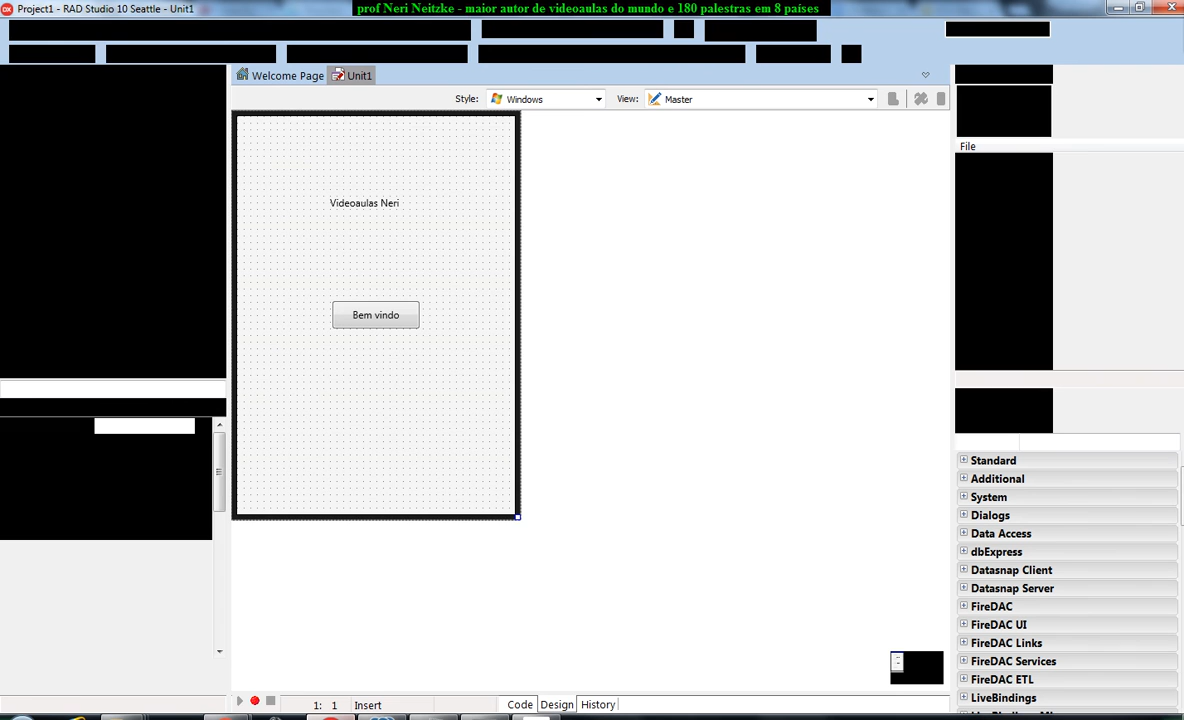 Project1 - RAD Studio 10 Seattle - Unit1
prof Neri Neitzke - maior autor de videoaulas do mundo e 180 palestras em 8 países
Welcome Page
Unit1
Style:
Windows
View:
Master
File
Videoaulas Neri
Bem vindo
Standard
Additional
System
Dialogs
Data Access
dbExpress
Datasnap Client
Datasnap Server
FireDAC
FireDAC UI
FireDAC Links
FireDAC Services
FireDAC ETL
LiveBindings
1: 1
Insert
Code
Design
History